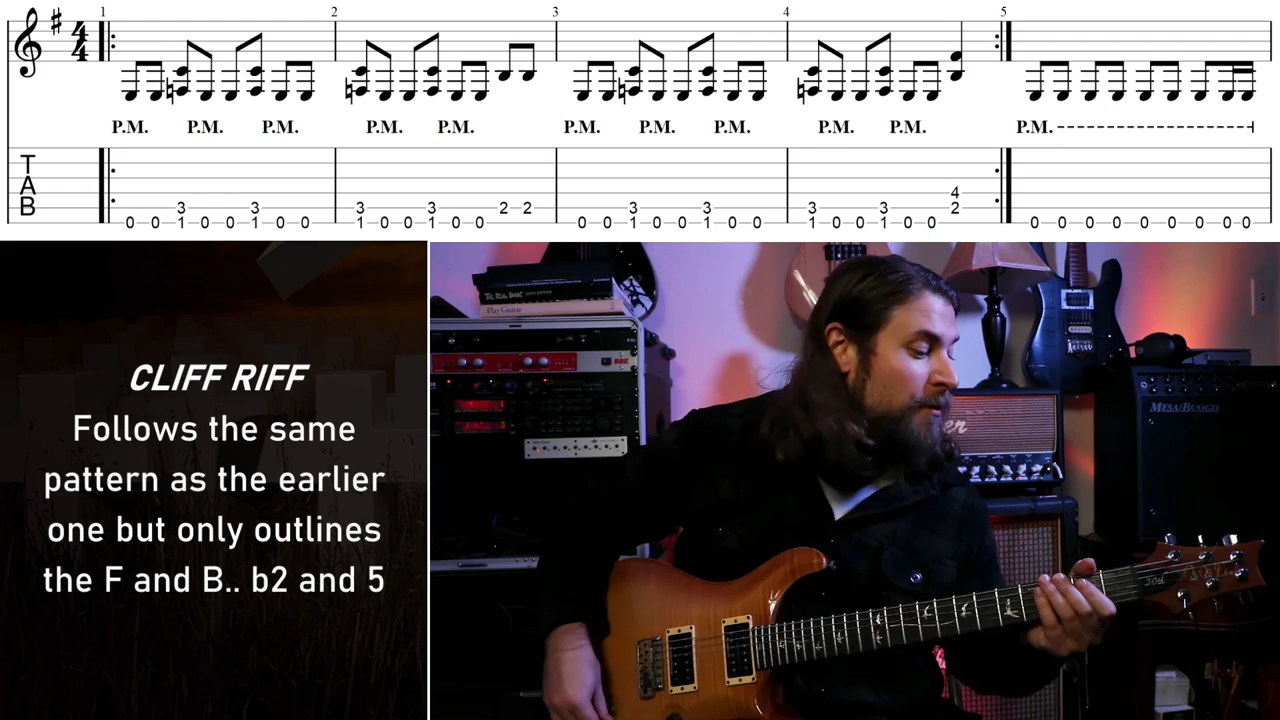 1 2 3 4 5
4
4
P.M. P.M. P.M. P.M. P.M. P.M. P.M. P.M. P.M. P.M. P.M.
T
A 4
B 3 3 3 3 2 2 3 3 3 3 2
0 0 1 0 0 1 0 0 1 0 0 1 0 0 0 0 1 0 0 1 0 0 1 0 0 1 0 0 0 0 0 0 0 0 0 0 0
CLIFF RIFF
Follows the same
pattern as the earlier
one but only outlines
the F and B.. b2 and 5
Play Guitar
BBE
MESA/BOOGIE
20th